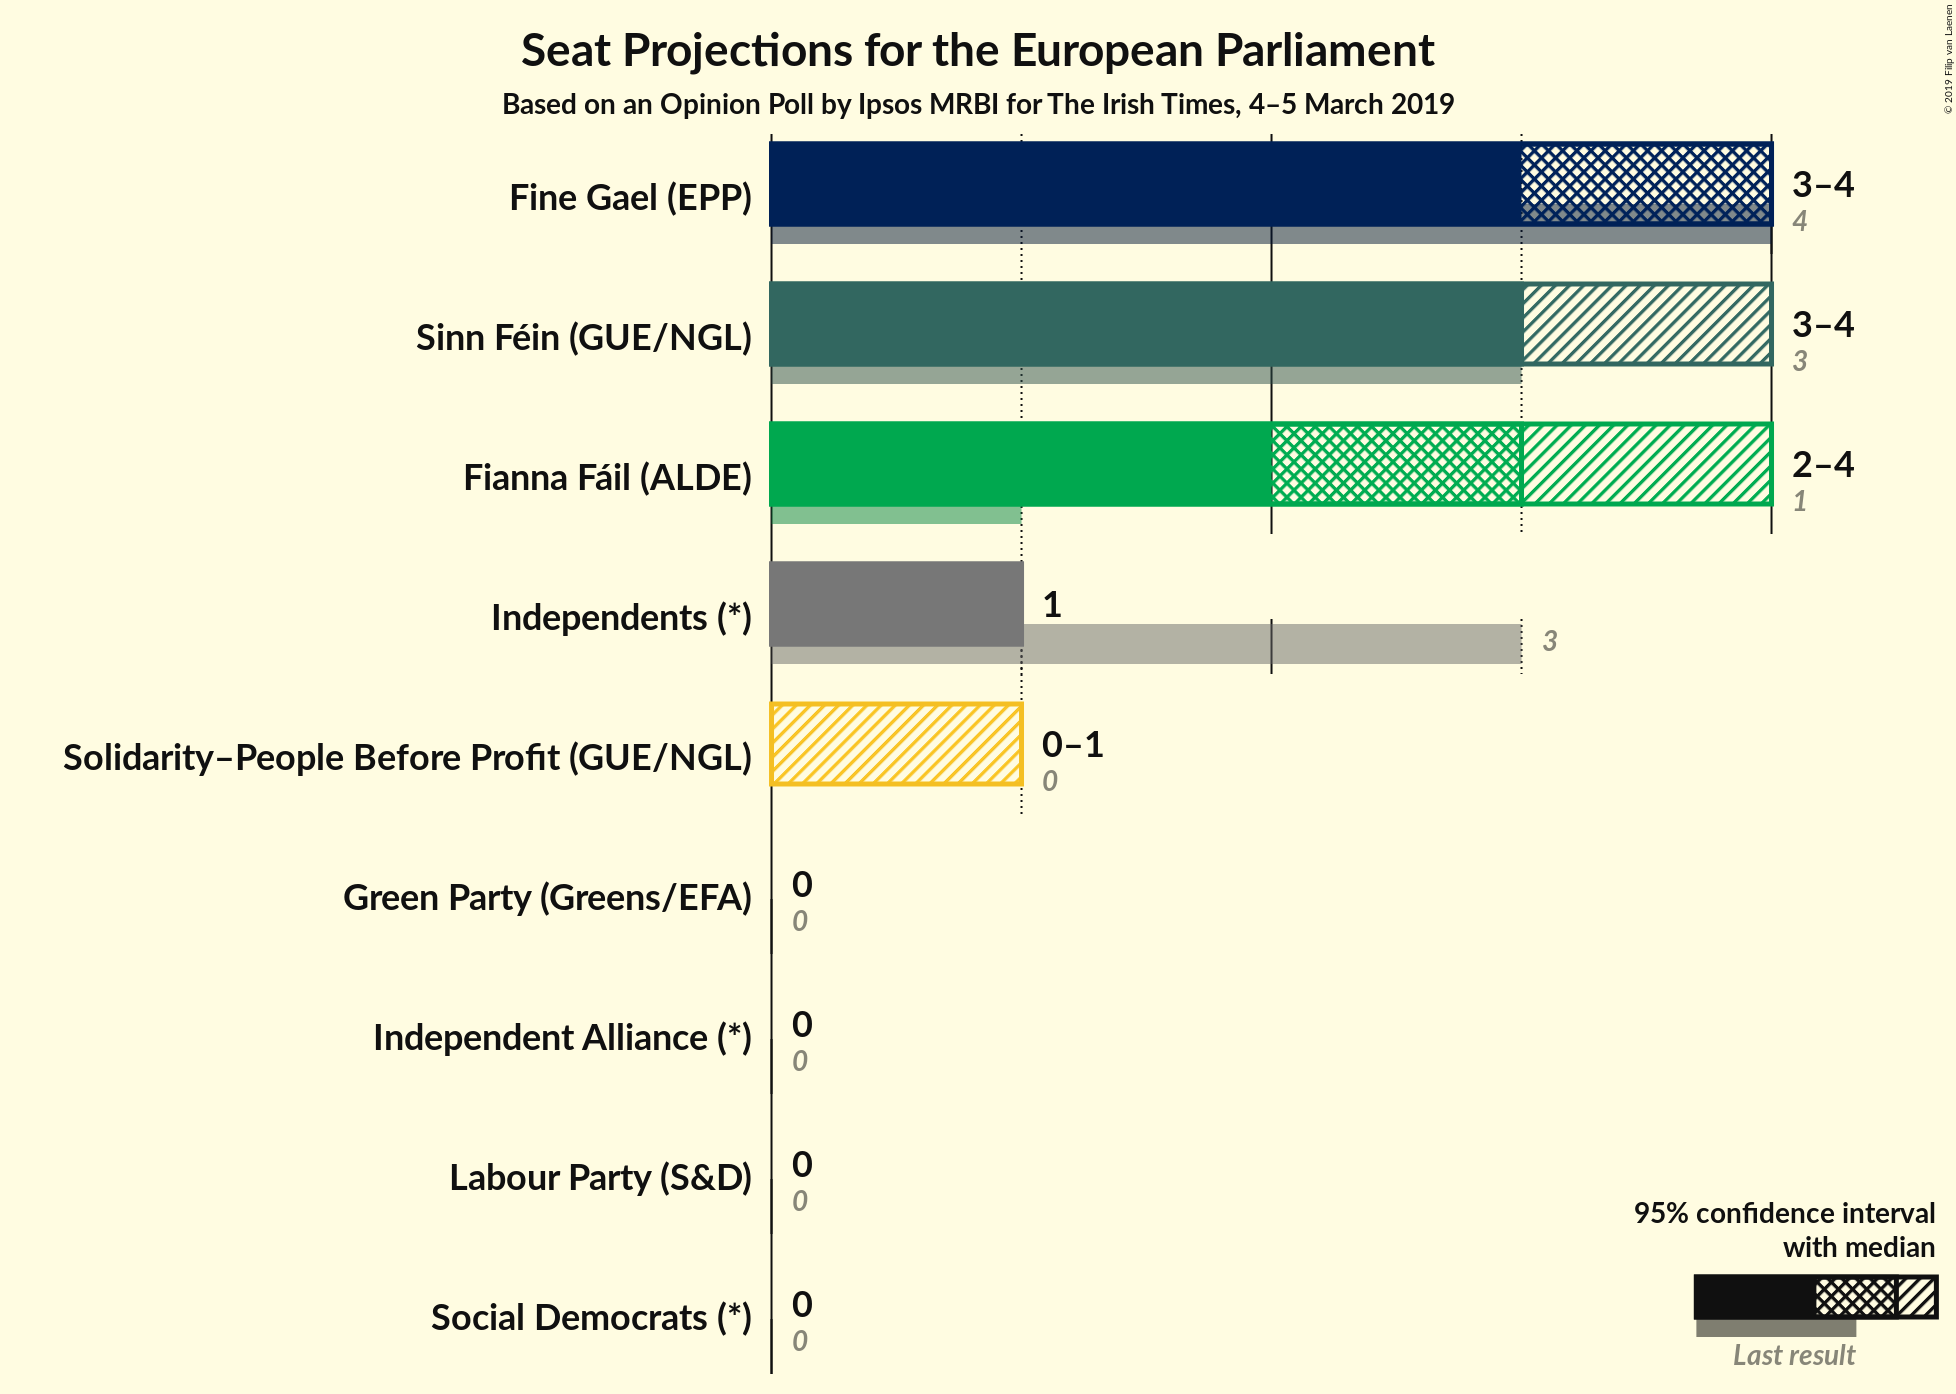 Seat Projections for the European Parliament
Based on an Opinion Poll by Ipsos MRBI for The Irish Times, 4–5 March 2019
© 2019 Filip van Laenen
Fine Gael (EPP)
3–4
4
Sinn Féin (GUE/NGL)
3–4
3
Fianna Fáil (ALDE)
2–4
1
Independents (*)
1
3
Solidarity–People Before Profit (GUE/NGL)
0–1
0
Green Party (Greens/EFA)
0
0
Independent Alliance (*)
0
0
Labour Party (S&D)
0
0
Social Democrats (*)
0
0
95% confidence interval
with median
Last result